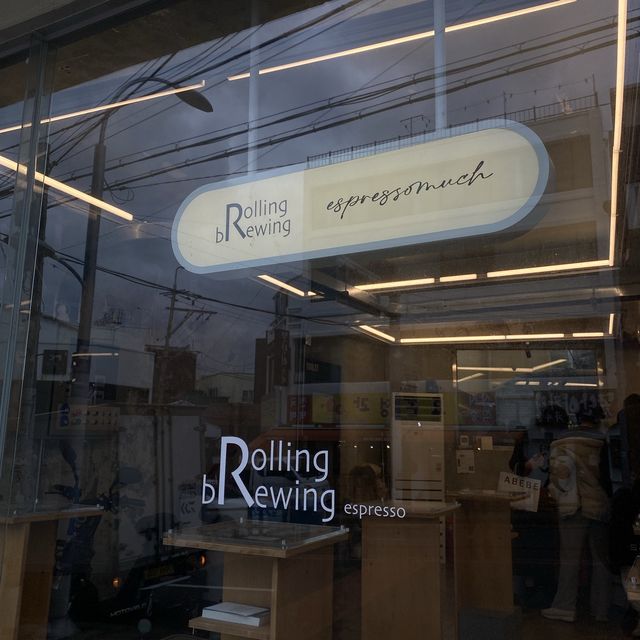 Rolling
bRewing
espressomuch
Rolling
bRewing espresso
ABEBE